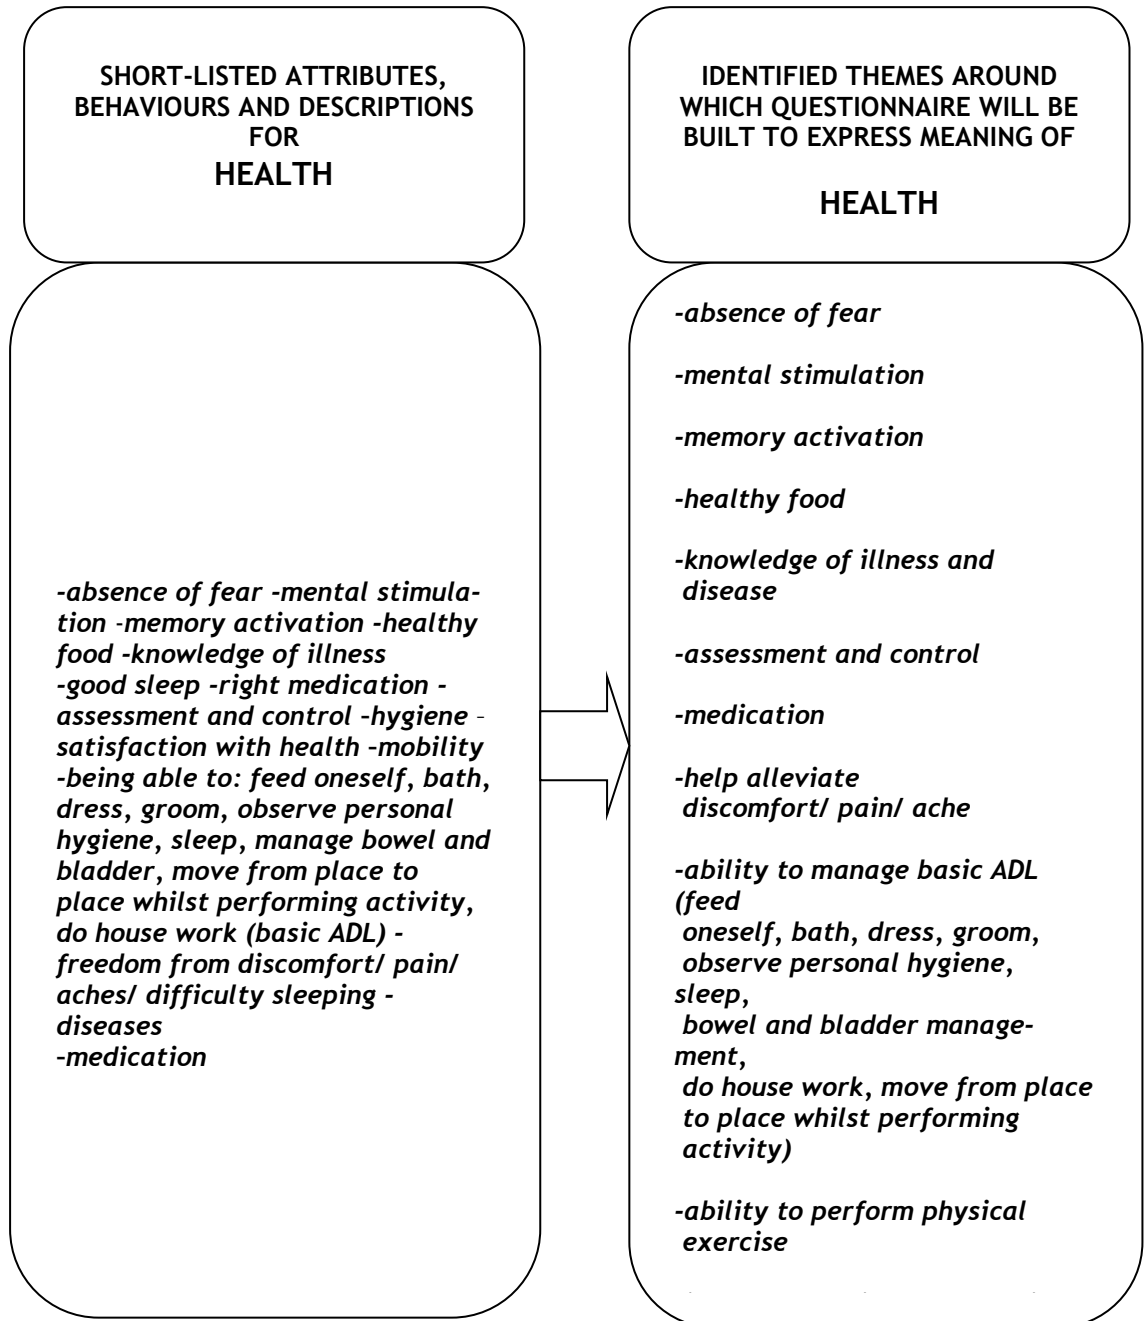 SHORT-LISTED ATTRIBUTES,
BEHAVIOURS AND DESCRIPTIONS
FOR
HEALTH
IDENTIFIED THEMES AROUND
WHICH QUESTIONNAIRE WILL BE
BUILT TO EXPRESS MEANING OF
HEALTH
-absence of fear -mental stimula-
tion -memory activation -healthy
food -knowledge of illness
-good sleep -right medication -
assessment and control -hygiene –
satisfaction with health -mobility
-being able to: feed oneself, bath,
dress, groom, observe personal
hygiene, sleep, manage bowel and
bladder, move from place to
place whilst performing activity,
do house work (basic ADL) -
freedom from discomfort/ pain/
aches/ difficulty sleeping -
diseases
-medication
-absence of fear
-mental stimulation
-memory activation
-healthy food
-knowledge of illness and
disease
-assessment and control
-medication
-help alleviate
discomfort/ pain/ ache
-ability to manage basic ADL
(feed
oneself, bath, dress, groom,
observe personal hygiene,
sleep,
bowel and bladder manage-
ment,
do house work, move from place
to place whilst performing
activity)
-ability to perform physical
exercise